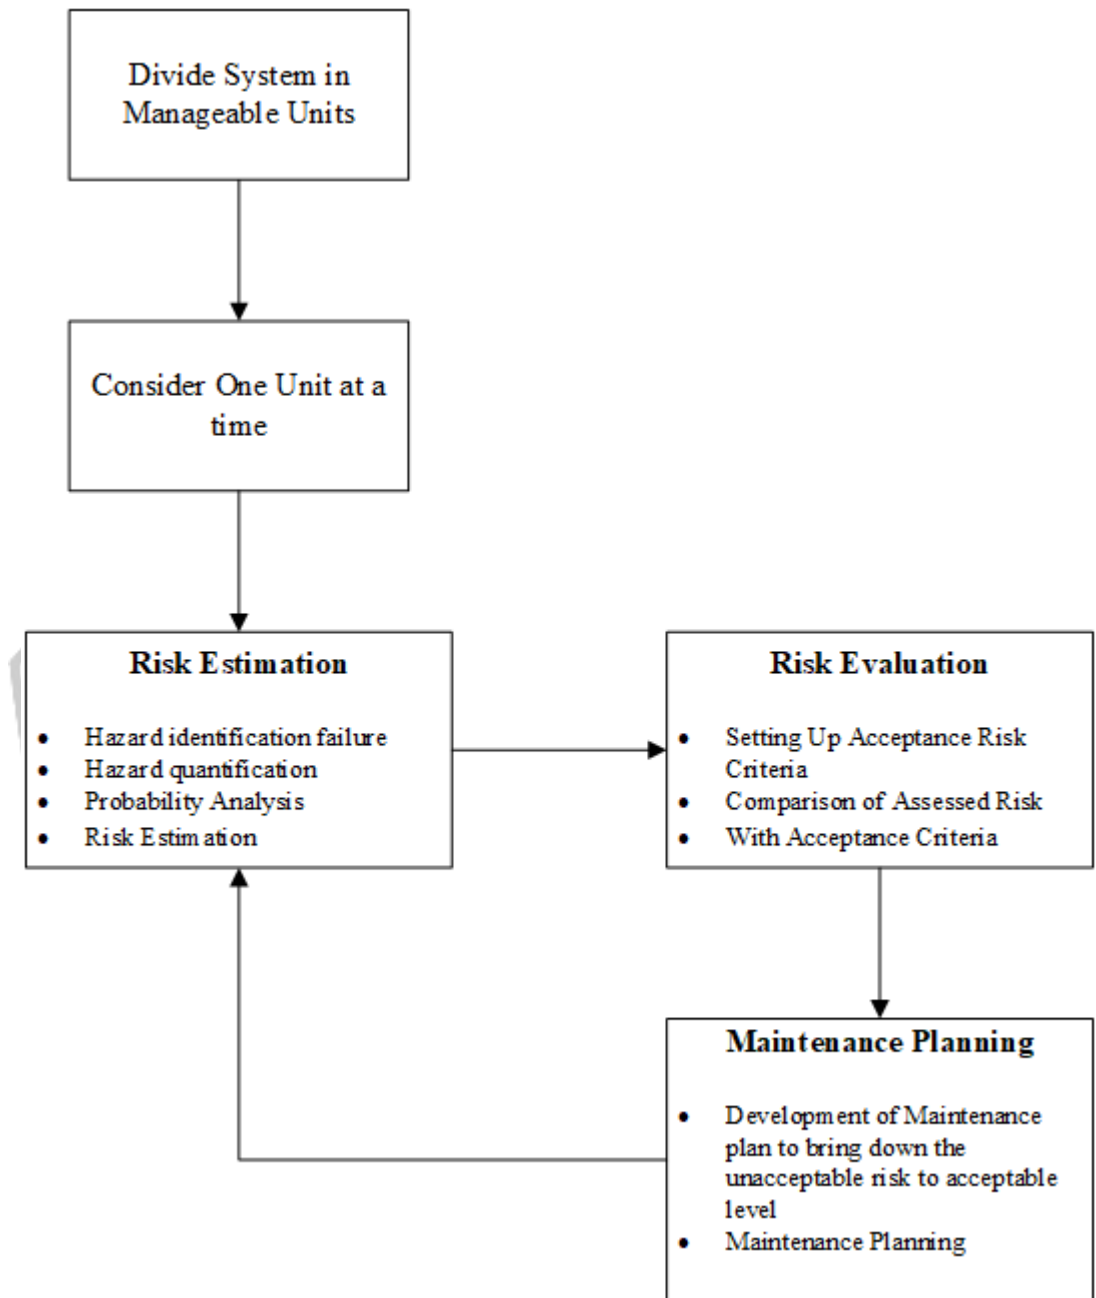 Divide System in
Manageable Units
Consider One Unit at a
time
Risk Estimation
• Hazard identification failure
• Hazard quantification
• Probability Analysis
• Risk Estimation
Risk Evaluation
• Setting Up Acceptance Risk
Criteria
• Comparison of Assessed Risk
• With Acceptance Criteria
Maintenance Planning
• Development of Maintenance
plan to bring down the
unacceptable risk to acceptable
level
• Maintenance Planning